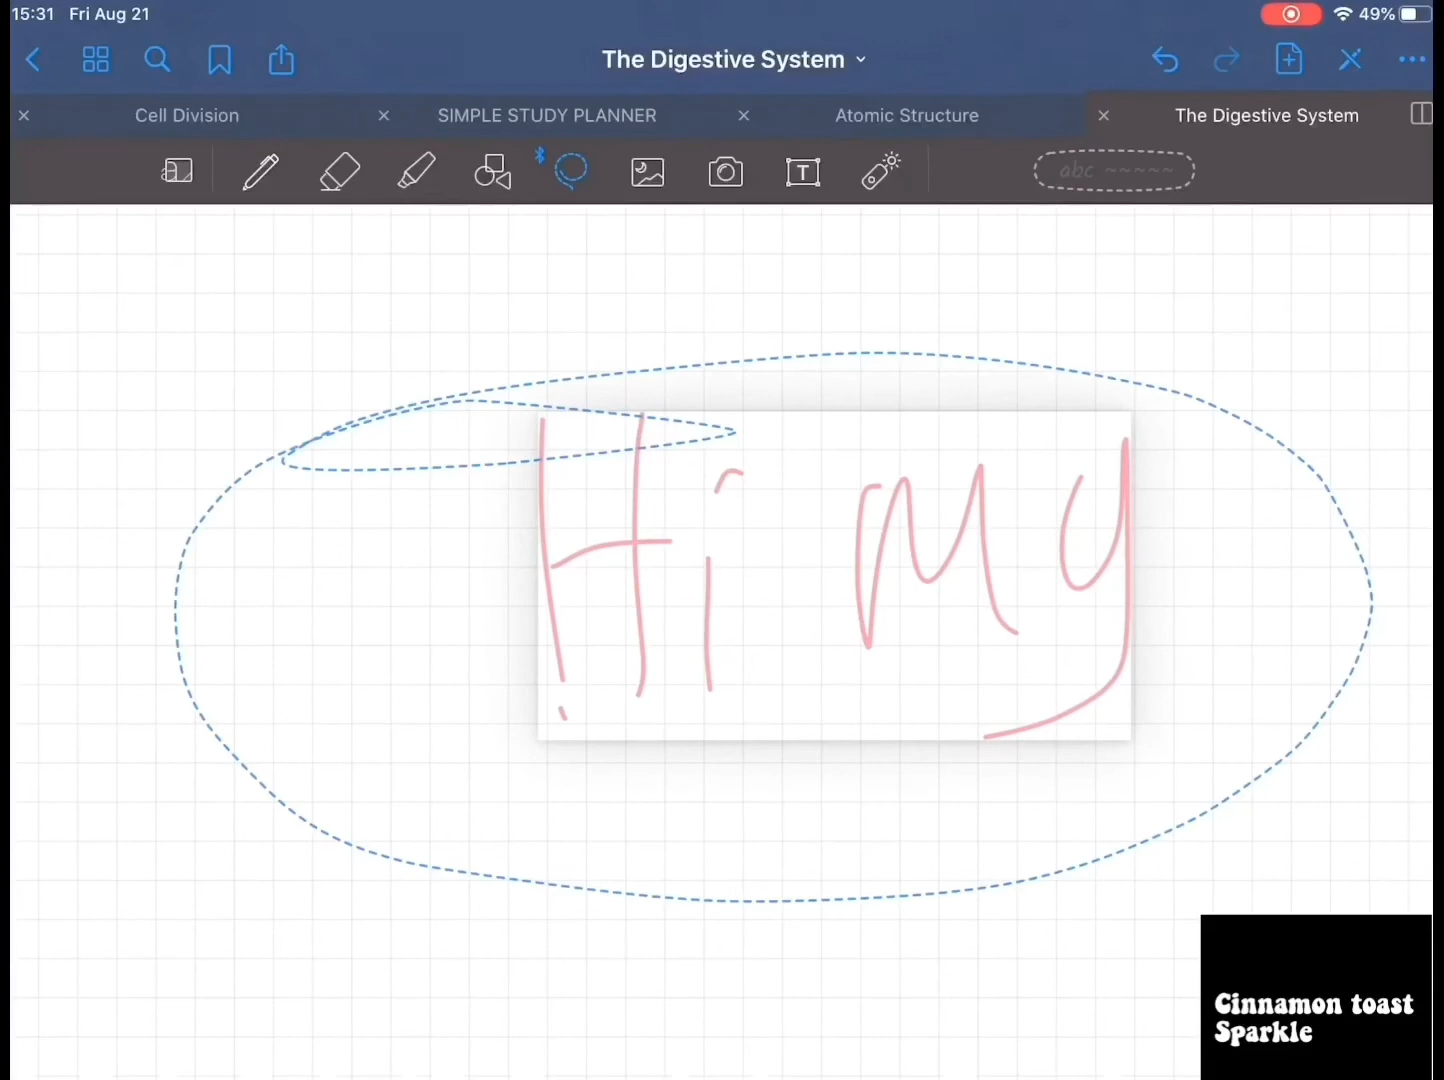 15:31 Fri Aug 21 49%
The Digestive System
Cell Division SIMPLE STUDY PLANNER Atomic Structure The Digestive System
a T abc
Hi my
Cinnamon toast
Sparkle